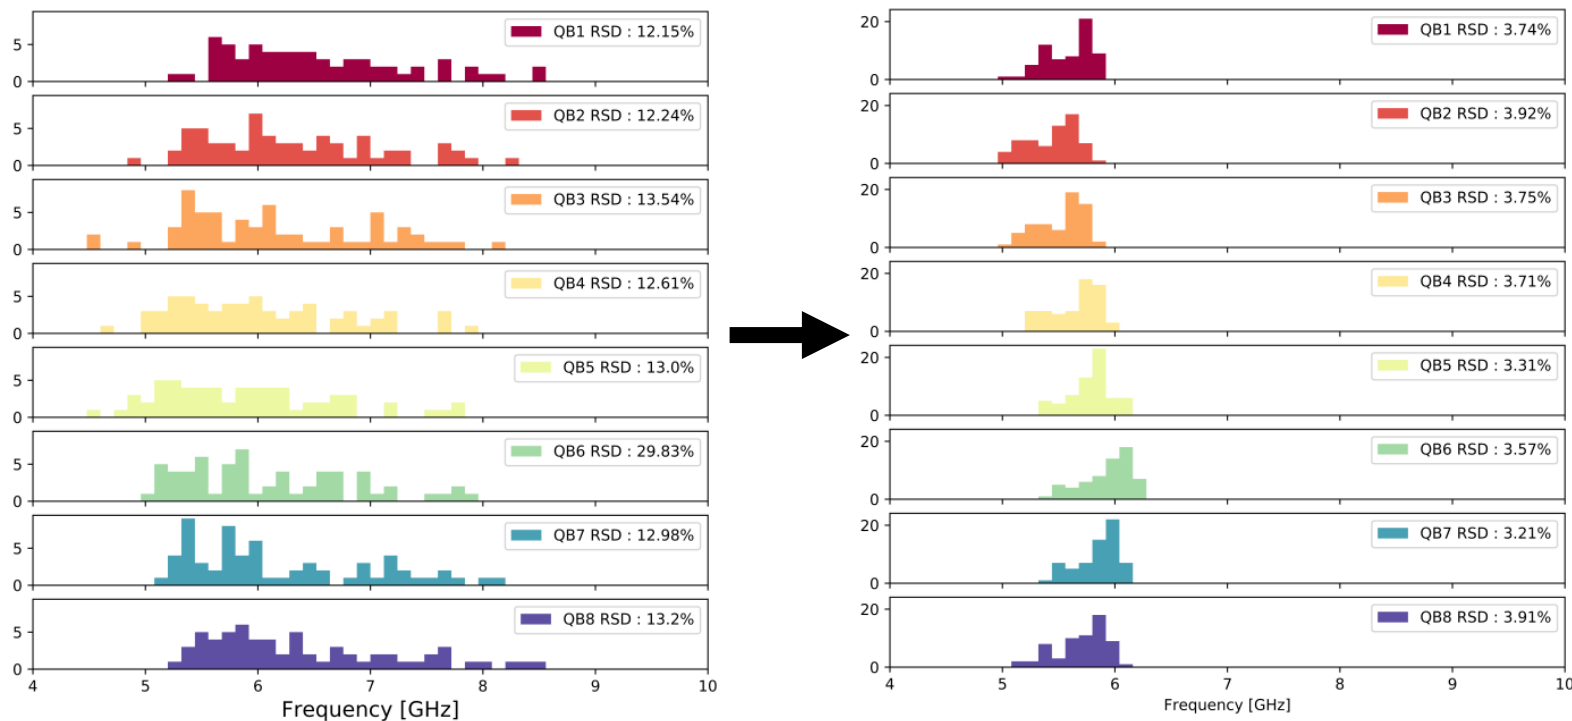 5
0
QB1 RSD : 12.15%
5
0
QB2 RSD : 12.24%
5
0
QB3 RSD : 13.54%
5
0
QB4 RSD : 12.61%
5
0
QB5 RSD : 13.0%
5
0
QB6 RSD : 29.83%
5
0
QB7 RSD : 12.98%
5
0
QB8 RSD : 13.2%
4 5 6 7 8 9 10
Frequency [GHz]
20
0
QB1 RSD : 3.74%
20
0
QB2 RSD : 3.92%
20
0
QB3 RSD : 3.75%
20
0
QB4 RSD : 3.71%
20
0
QB5 RSD : 3.31%
20
0
QB6 RSD : 3.57%
20
0
QB7 RSD : 3.21%
20
0
QB8 RSD : 3.91%
4 5 6 7 8 9 10
Frequency [GHz]